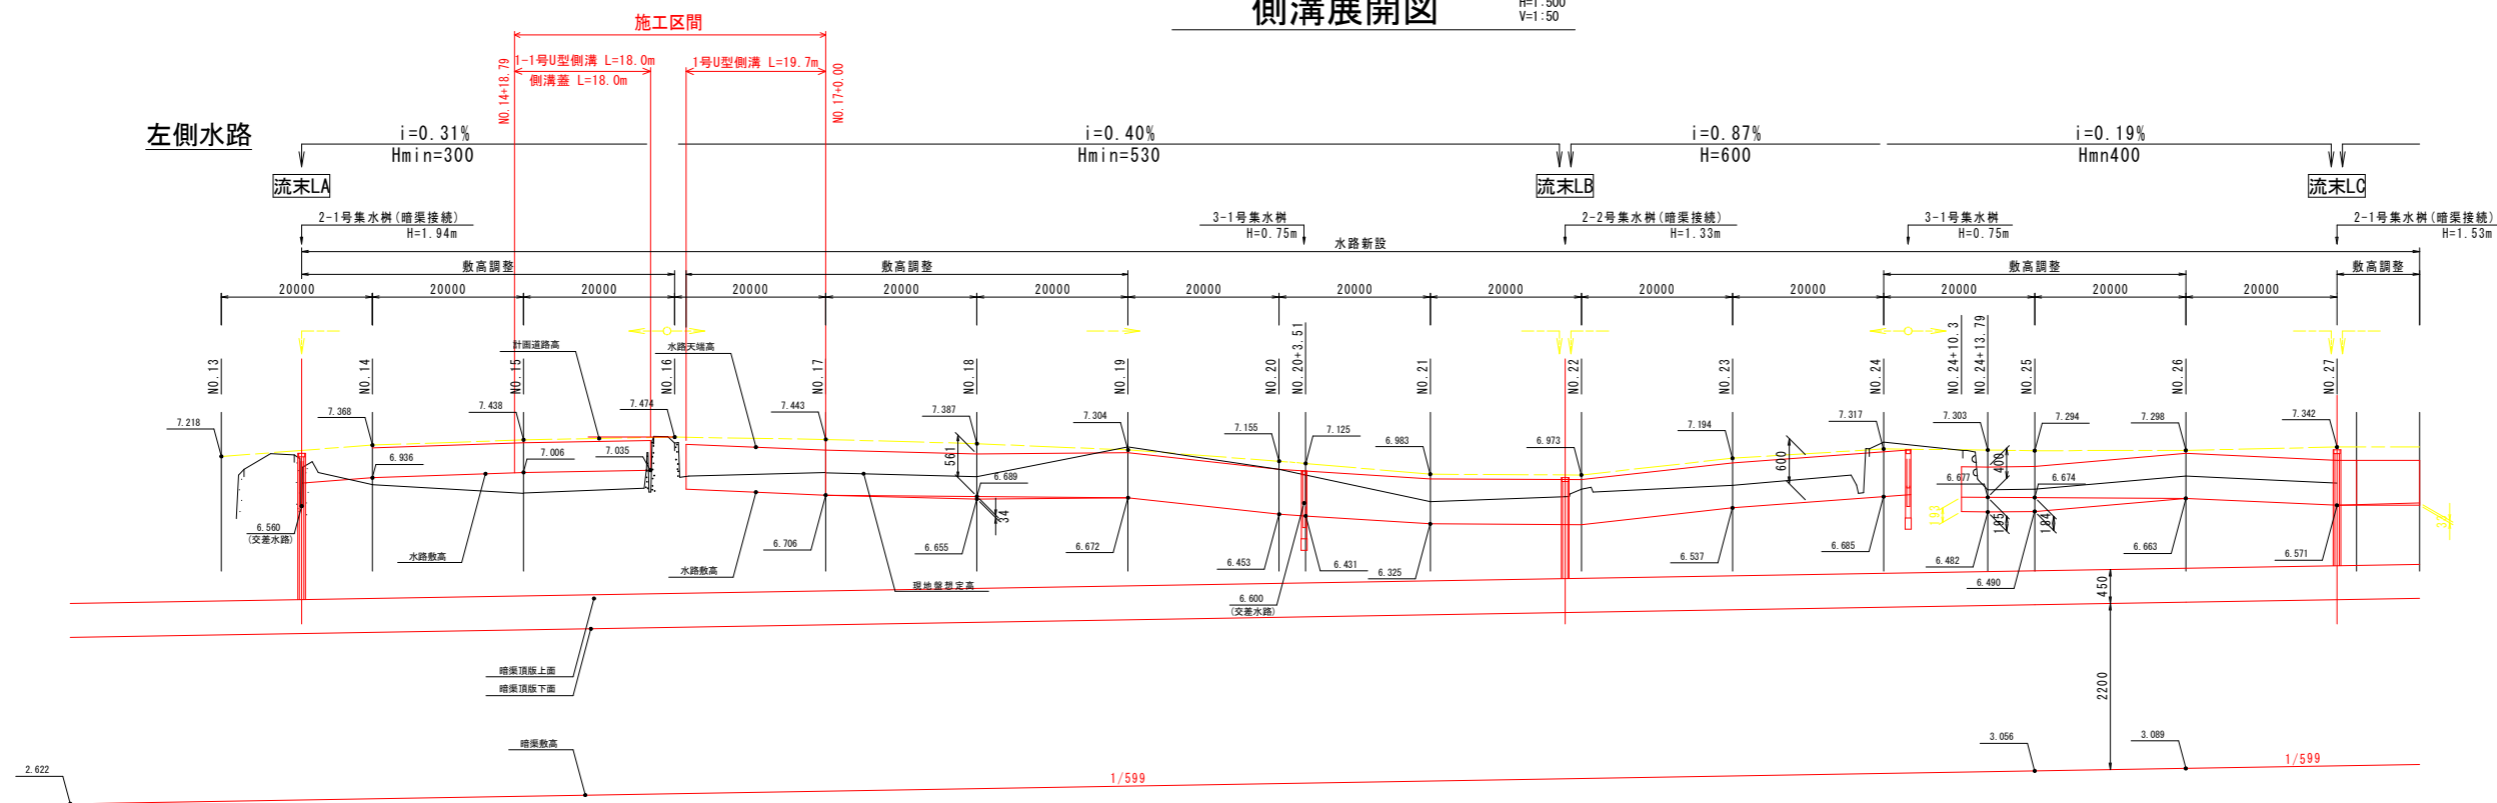 側溝展開図
H=1:500
V=1:50
施工区間
1-1号U型側溝 L=18.0m
側溝蓋 L=18.0m
1号U型側溝 L=19.7m
NO.14+18.79
NO.17+0.00
左側水路
i=0.31%
Hmin=300
i=0.40%
Hmin=530
i=0.87%
H=600
i=0.19%
Hmn400
流末LA
流末LB
流末LC
2-1号集水桝(暗渠接続)
H=1.94m
3-1号集水桝
H=0.75m
2-2号集水桝(暗渠接続)
H=1.33m
3-1号集水桝
H=0.75m
2-1号集水桝(暗渠接続)
H=1.53m
水路新設
敷高調整
敷高調整
敷高調整
敷高調整
20000
20000
20000
20000
20000
20000
20000
20000
20000
20000
20000
20000
20000
20000
NO.13
NO.14
NO.15
NO.16
NO.17
NO.18
NO.19
NO.20
NO.20+3.51
NO.21
NO.22
NO.23
NO.24
NO.24+10.3
NO.24+13.79
NO.25
NO.26
NO.27
計画道路高
水路天端高
7.218
7.368
7.438
7.474
7.443
7.387
7.304
7.155
7.125
6.983
6.973
7.194
7.317
7.303
7.294
7.298
7.342
6.936
7.006
7.035
561
6.689
34
600
400
6.677
6.674
193
195
184
32
6.560
(交差水路)
水路敷高
水路敷高
6.706
6.655
6.672
6.453
6.431
6.325
6.537
6.685
6.482
6.490
6.663
6.571
現地盤想定高
6.600
(交差水路)
450
2200
暗渠頂版上面
暗渠頂版下面
暗渠敷高
2.622
3.056
3.089
1/599
1/599